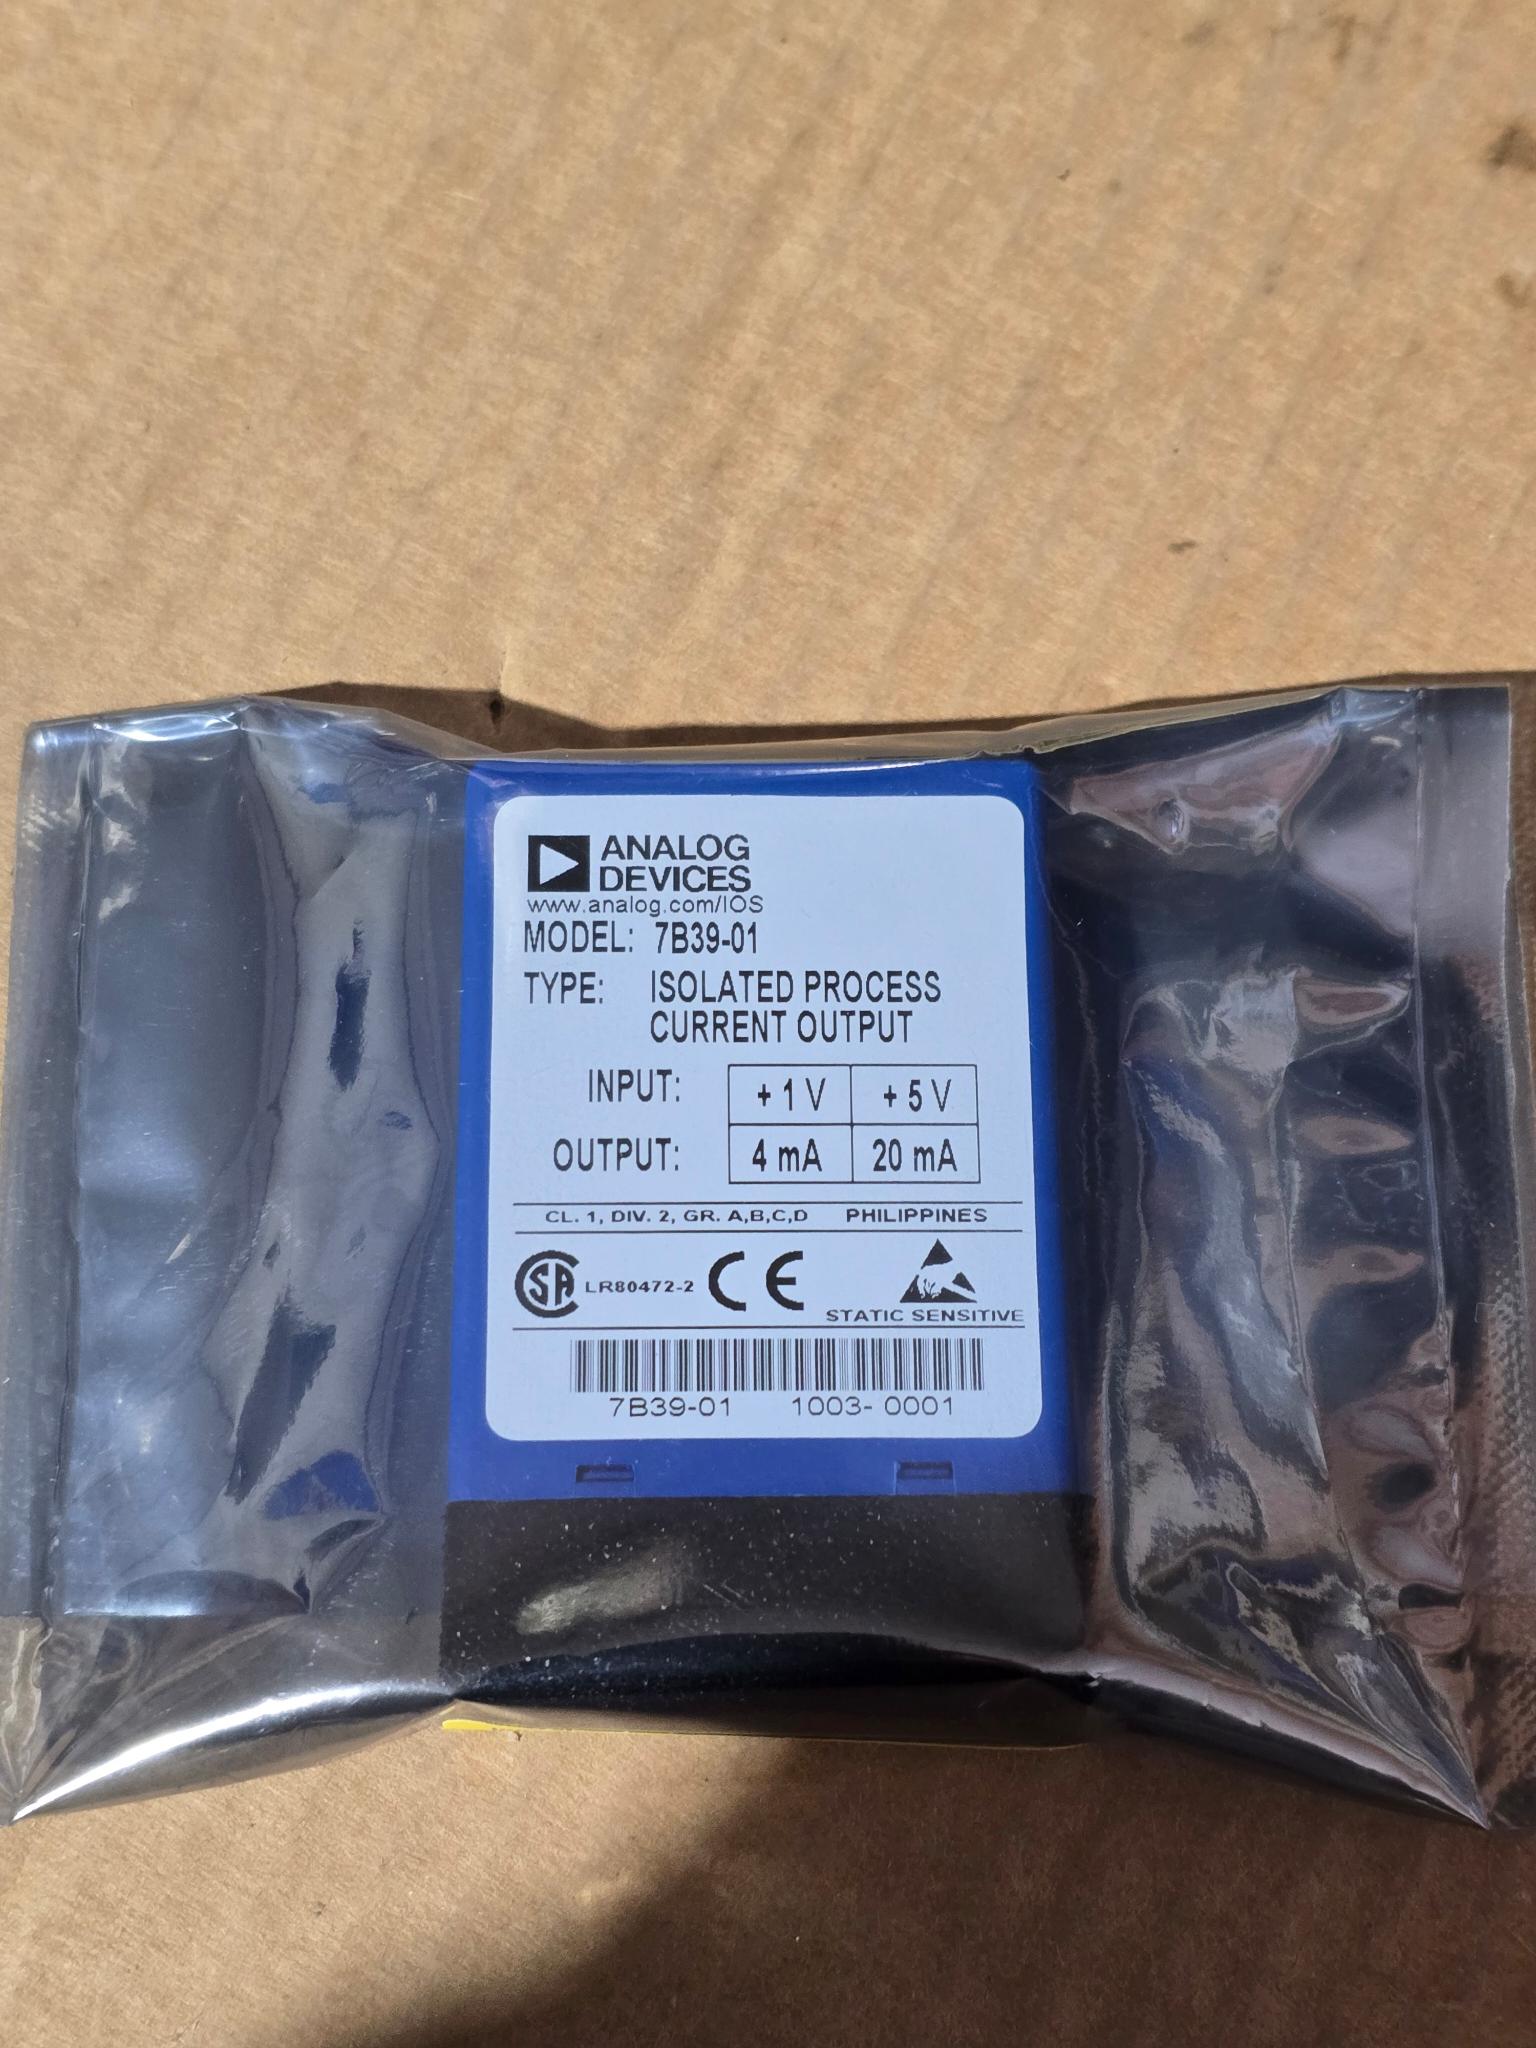 ANALOG
DEVICES
www.analog.com/IOS
MODEL: 7B39-01
TYPE: ISOLATED PROCESS
CURRENT OUTPUT
INPUT: + 1 V + 5 V
OUTPUT: 4 mA 20 mA
CL. 1, DIV. 2, GR. A,B,C,D PHILIPPINES
CSA LR80472-2 CE
STATIC SENSITIVE
7B39-01 1003- 0001